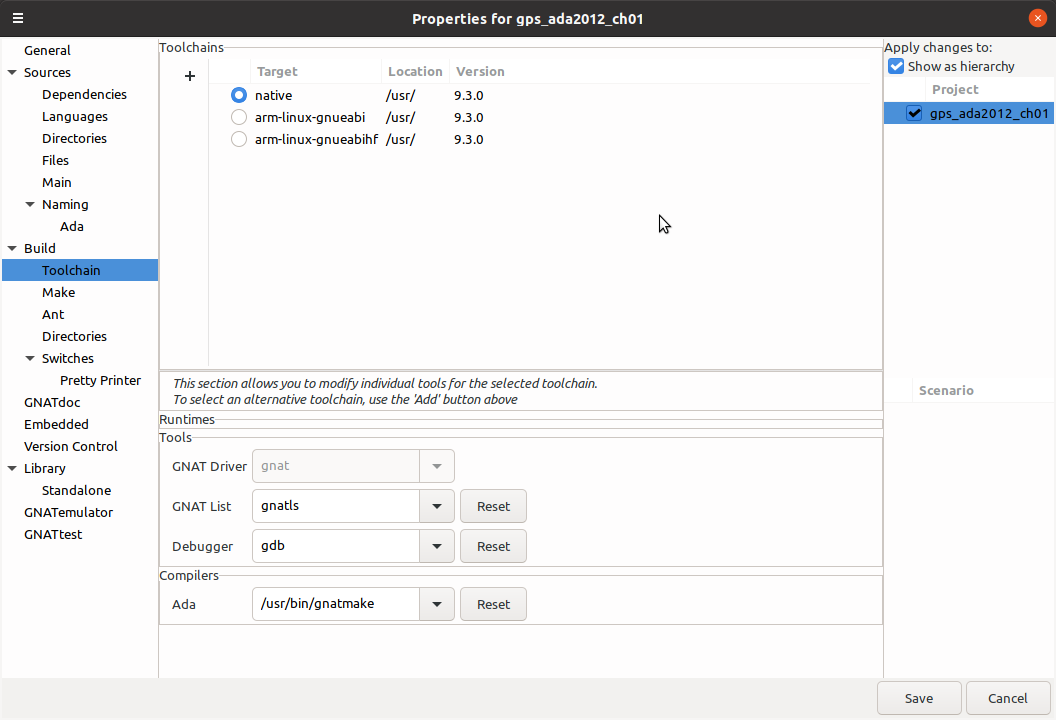 Properties for gps_ada2012_ch01
General
Sources
Dependencies
Languages
Directories
Files
Main
Naming
Ada
Build
Toolchain
Make
Ant
Directories
Switches
Pretty Printer
GNATdoc
Embedded
Version Control
Library
Standalone
GNATemulator
GNATtest
Toolchains
+
Target Location Version
native /usr/ 9.3.0
arm-linux-gnueabi /usr/ 9.3.0
arm-linux-gnueabihf /usr/ 9.3.0
This section allows you to modify individual tools for the selected toolchain.
To select an alternative toolchain, use the 'Add' button above
Runtimes
Tools
GNAT Driver gnat
GNAT List gnatls Reset
Debugger gdb Reset
Compilers
Ada /usr/bin/gnatmake Reset
Apply changes to:
Show as hierarchy
Project
gps_ada2012_ch01
Scenario
Save Cancel